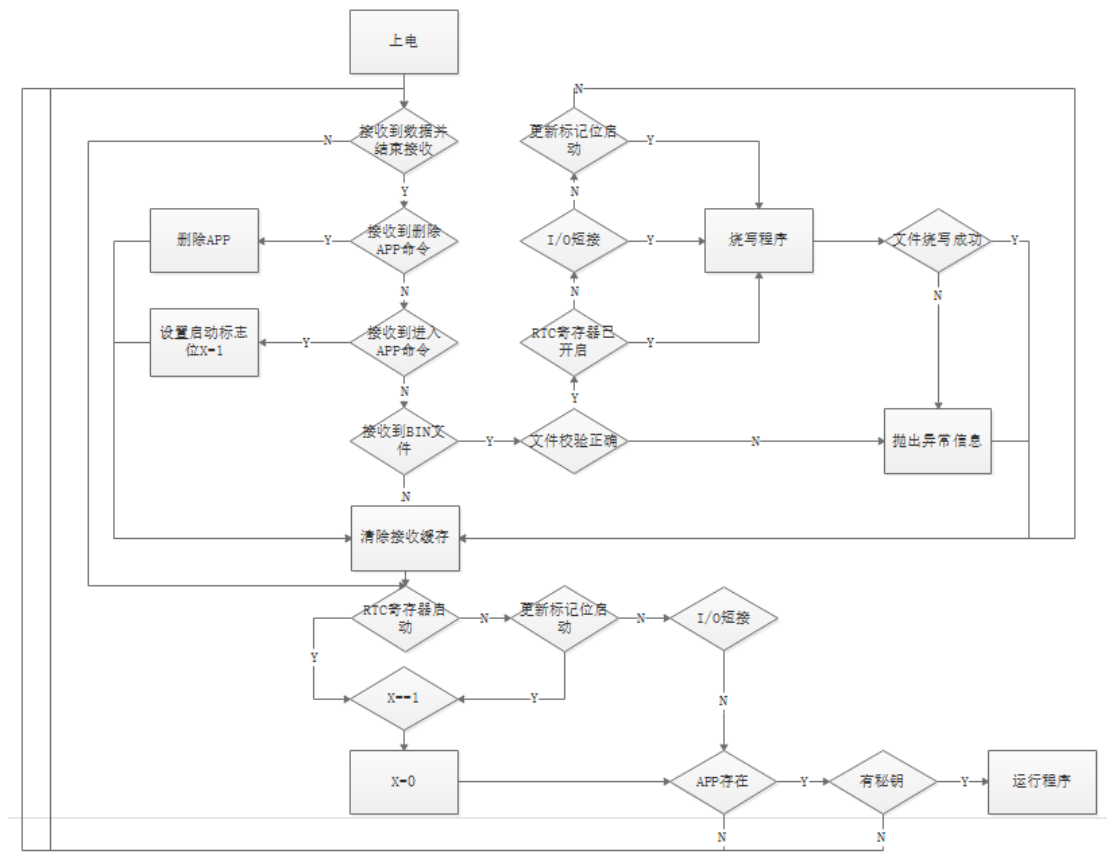 上电
N
接收到数据并
结束接收
N
更新标记位启
动
Y
Y
N
删除APP
Y
接收到删除
APP命令
I/O短接
Y
烧写程序
文件烧写成功
Y
N
N
N
设置启动标志
位X=1
Y
接收到进入
APP命令
RTC寄存器已
开启
Y
N
Y
接收到BIN文
件
Y
文件校验正确
N
抛出异常信息
N
清除接收缓存
RTC寄存器启
动
N
更新标记位启
动
N
I/O短接
Y
X==1
Y
N
X=0
APP存在
Y
有秘钥
Y
运行程序
N
N